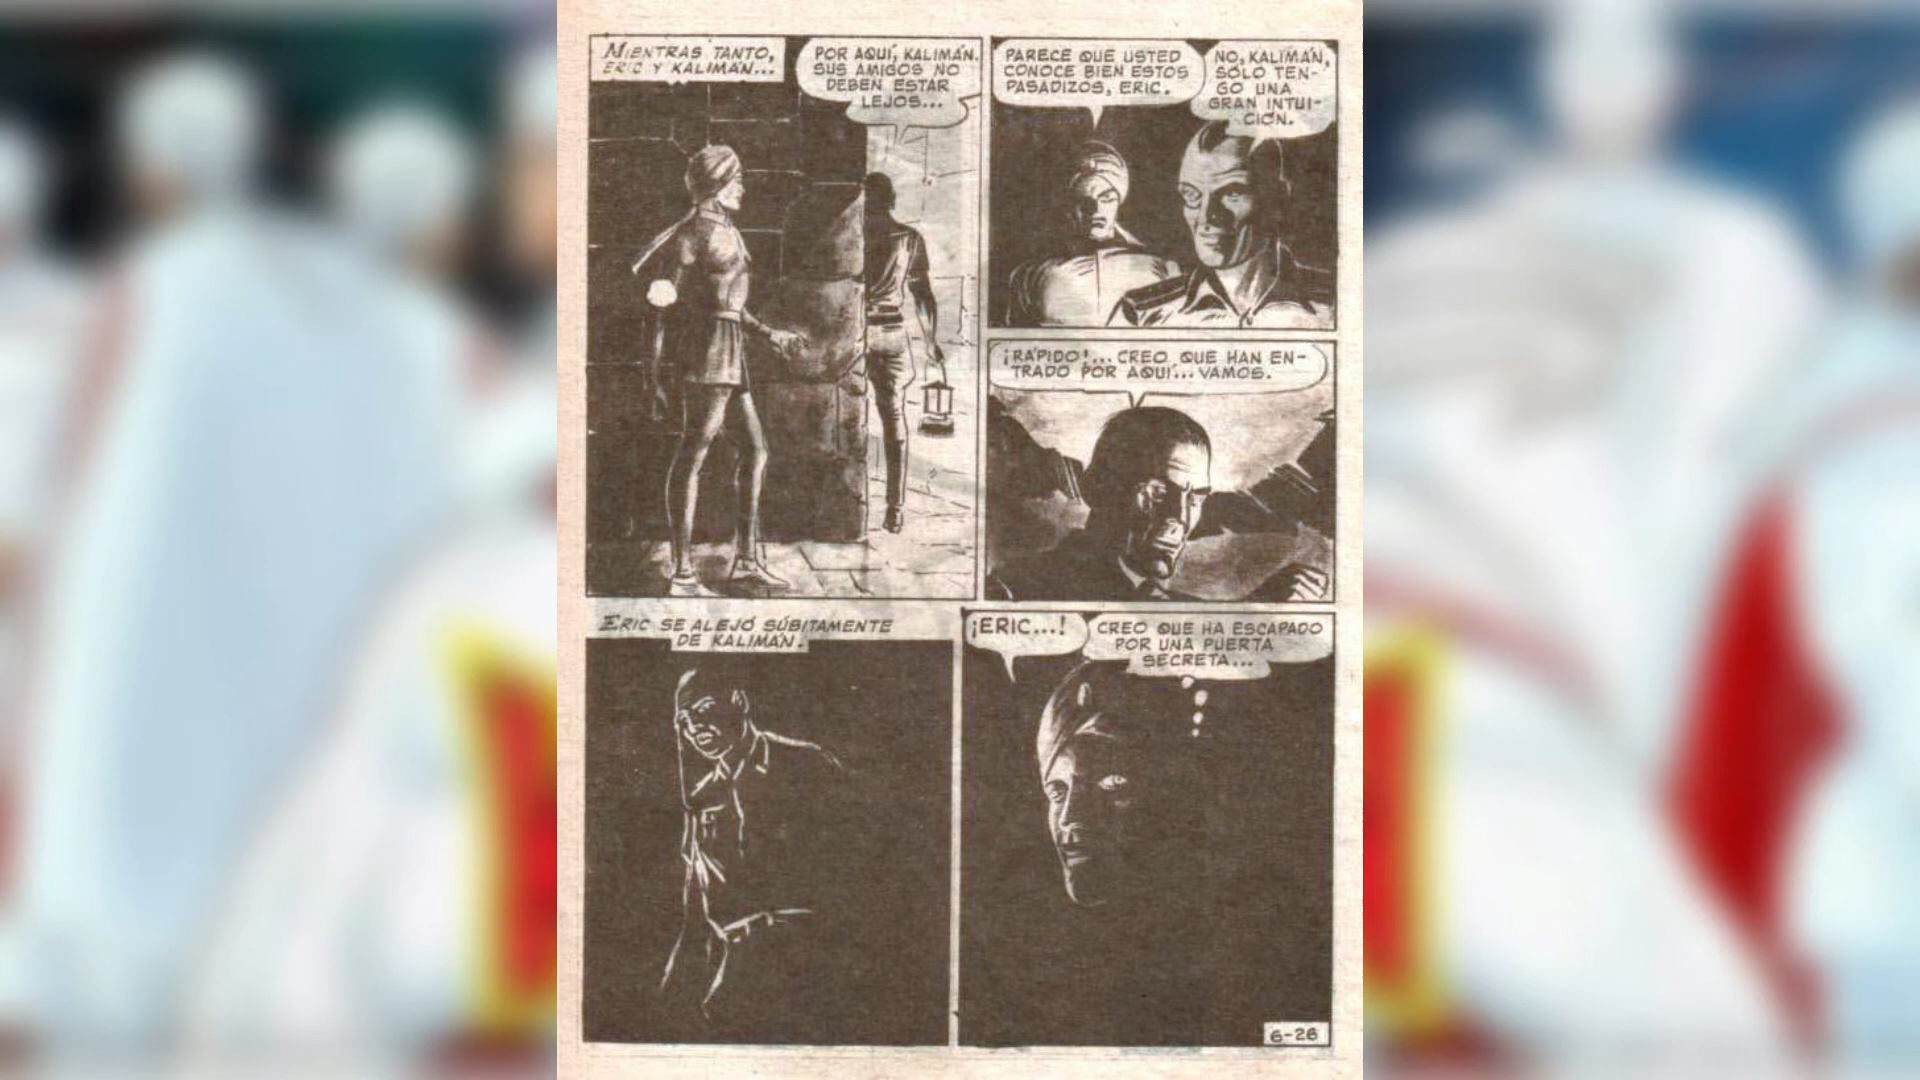 MIENTRAS TANTO,
ERIC Y KALIMÁN...
POR AQUÍ, KALIMÁN.
SUS AMIGOS NO
DEBEN ESTAR
LEJOS...
PARECE QUE USTED
CONOCE BIEN ESTOS
PASADIZOS, ERIC.
NO, KALIMÁN,
SÓLO TEN-
GO UNA
GRAN INTUI-
CIÓN.
¡RÁPIDO!... CREO QUE HAN EN-
TRADO POR AQUÍ... VAMOS.
ERIC SE ALEJÓ SÚBITAMENTE
DE KALIMÁN.
¡ERIC...!
CREO QUE HA ESCAPADO
POR UNA PUERTA
SECRETA...
6-26